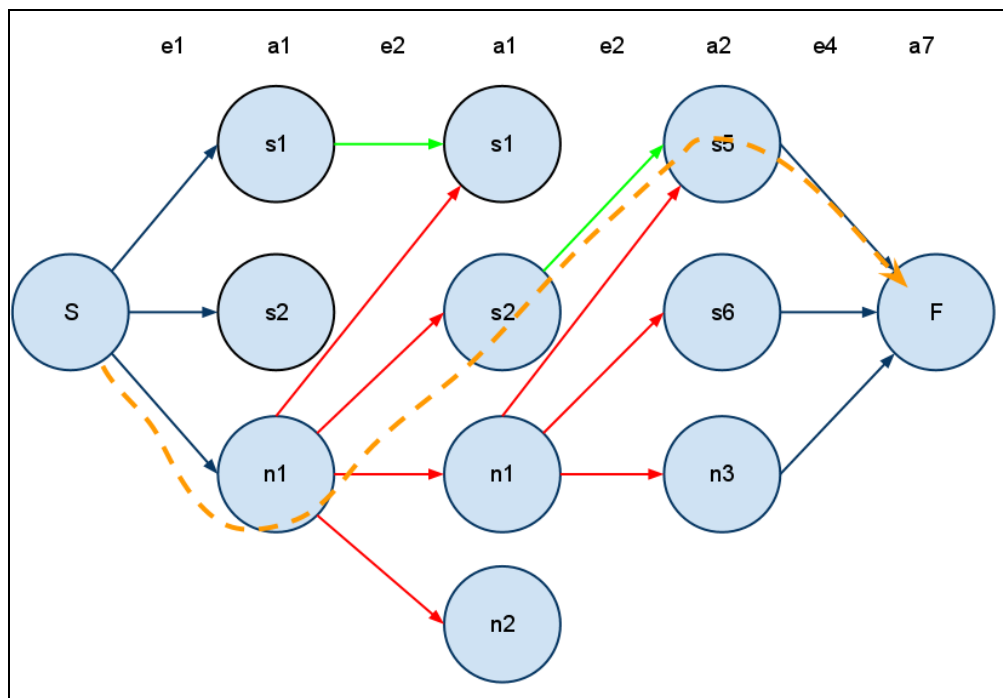 e1 a1 e2 a1 e2 a2 e4 a7
s1 s1 s5
S s2 s2 s6 F
n1 n1 n3
n2